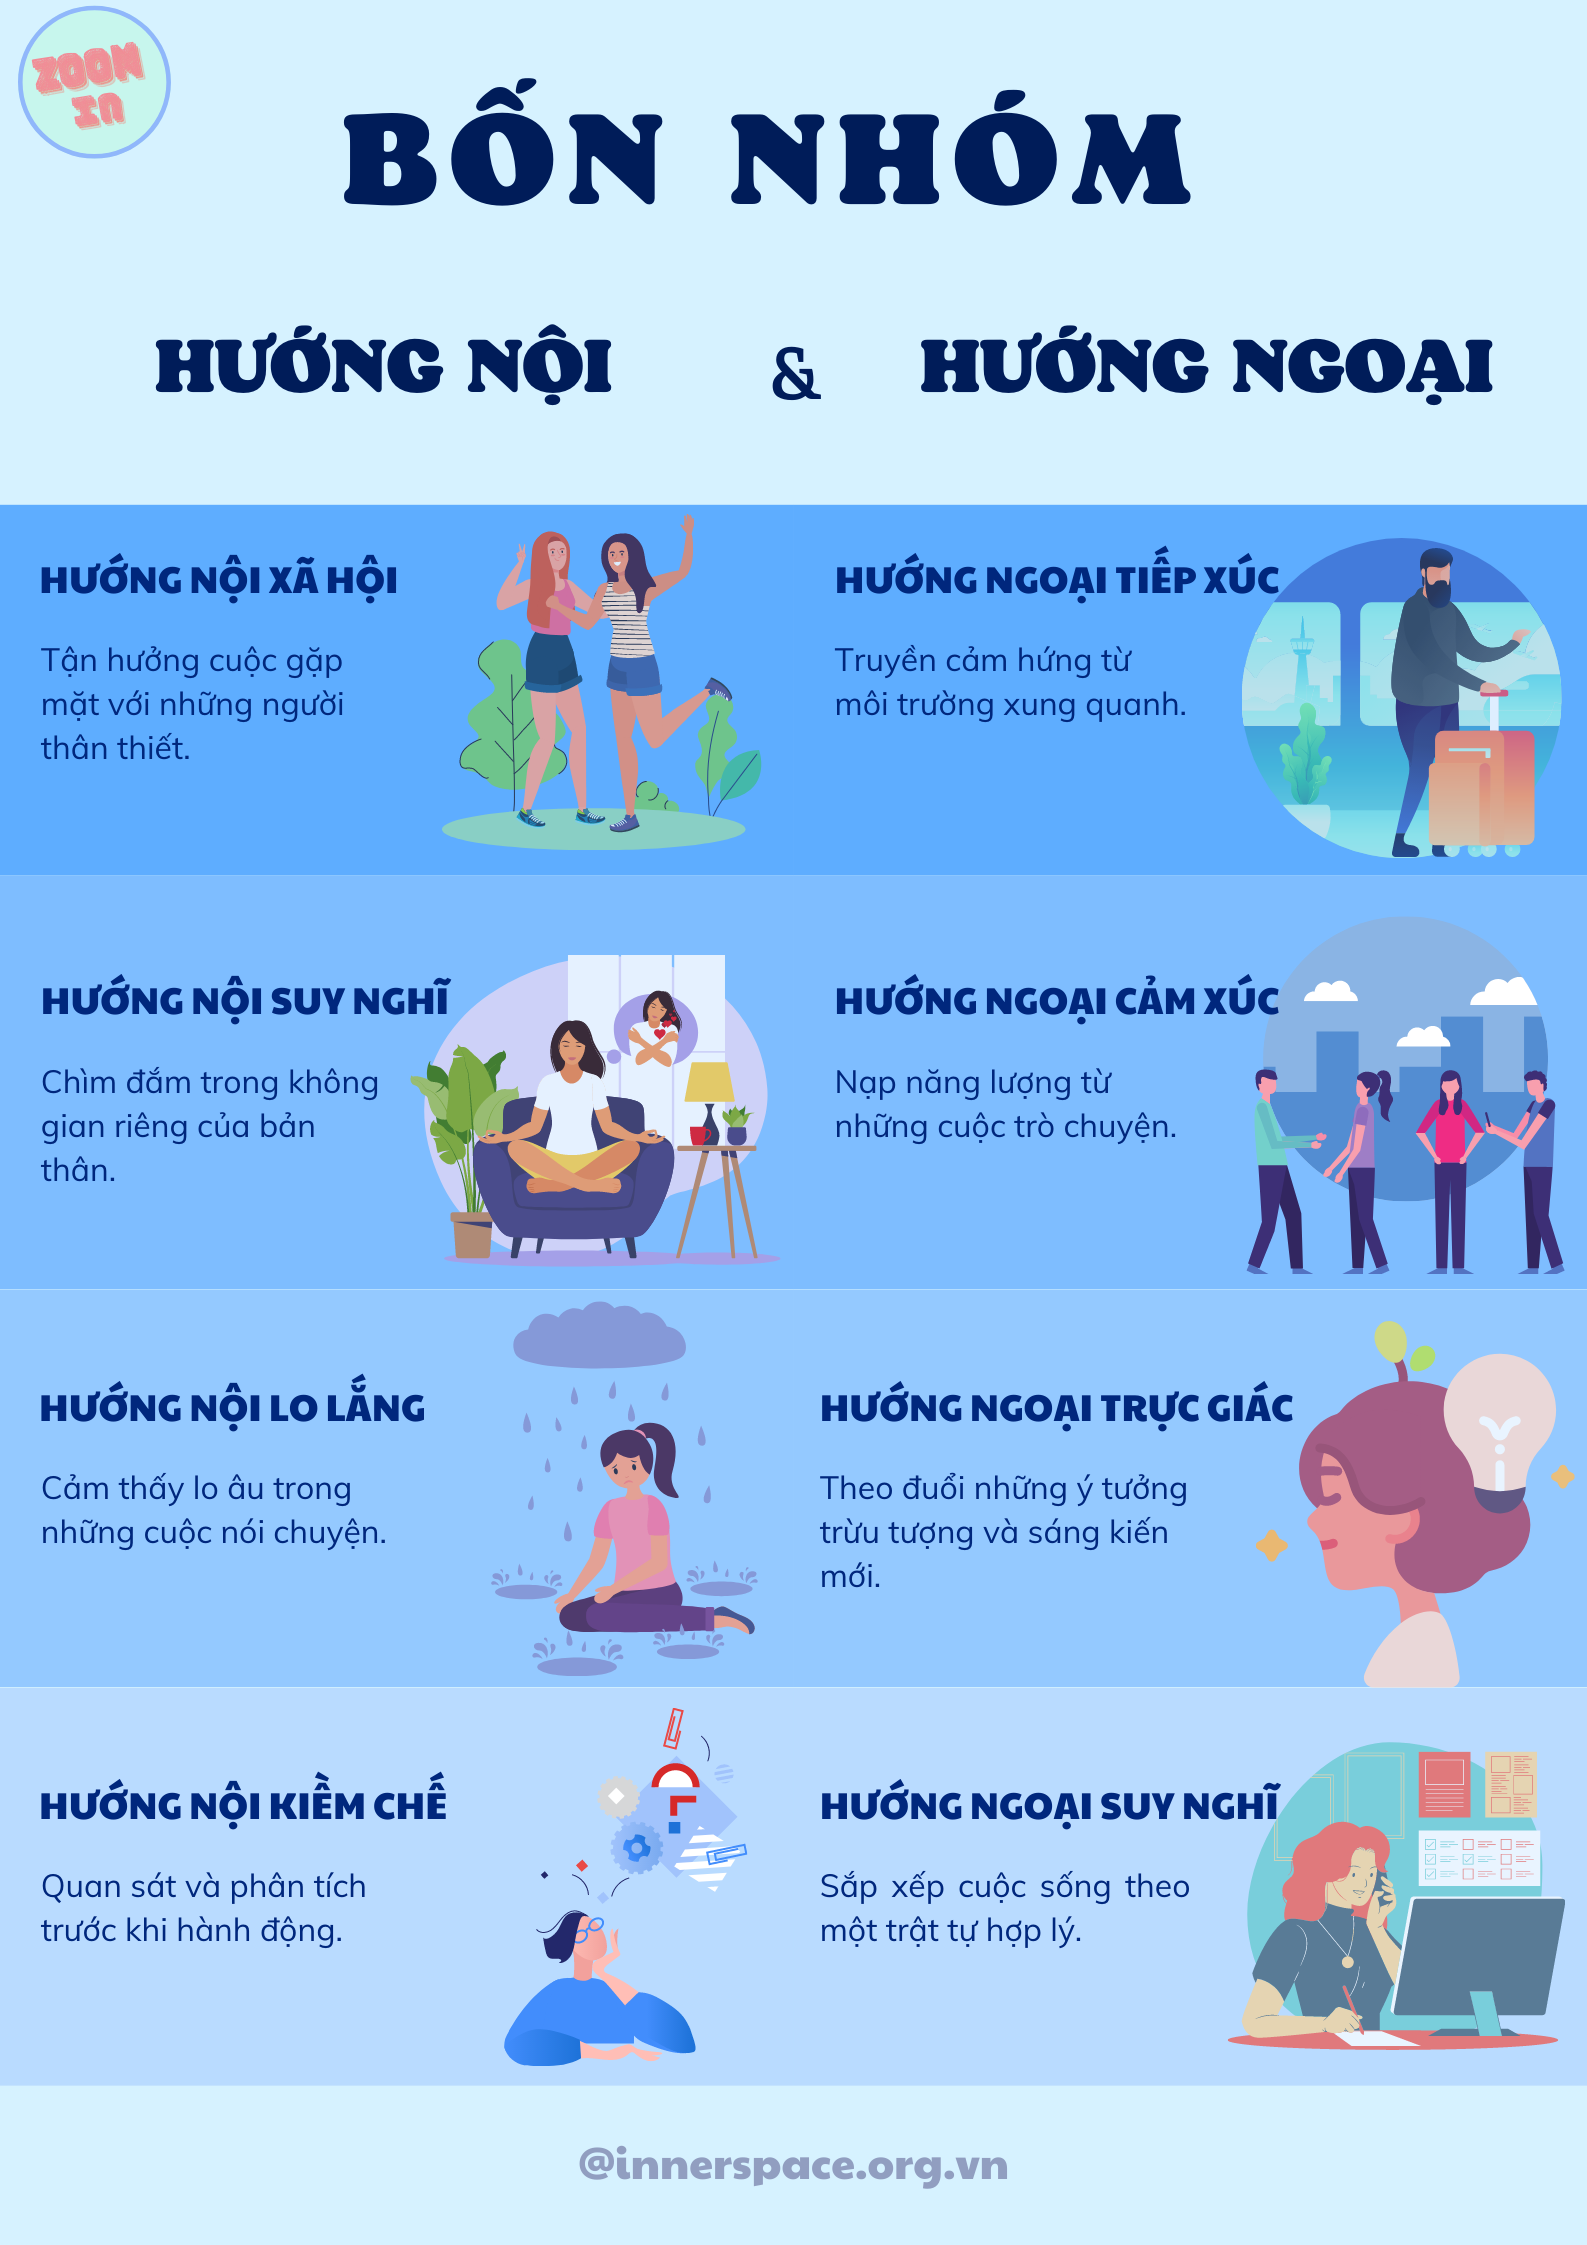 ZOOM
IN
BỐN NHÓM
HƯỚNG NỘI & HƯỚNG NGOẠI
HƯỚNG NỘI XÃ HỘI
Tận hưởng cuộc gặp
mặt với những người
thân thiết.
HƯỚNG NGOẠI TIẾP XÚC
Truyền cảm hứng từ
môi trường xung quanh.
HƯỚNG NỘI SUY NGHĨ
Chìm đắm trong không
gian riêng của bản
thân.
HƯỚNG NGOẠI CẢM XÚC
Nạp năng lượng từ
những cuộc trò chuyện.
HƯỚNG NỘI LO LẮNG
Cảm thấy lo âu trong
những cuộc nói chuyện.
HƯỚNG NGOẠI TRỰC GIÁC
Theo đuổi những ý tưởng
trừu tượng và sáng kiến
mới.
HƯỚNG NỘI KIỀM CHẾ
Quan sát và phân tích
trước khi hành động.
HƯỚNG NGOẠI SUY NGHĨ
Sắp xếp cuộc sống theo
một trật tự hợp lý.
@innerspace.org.vn